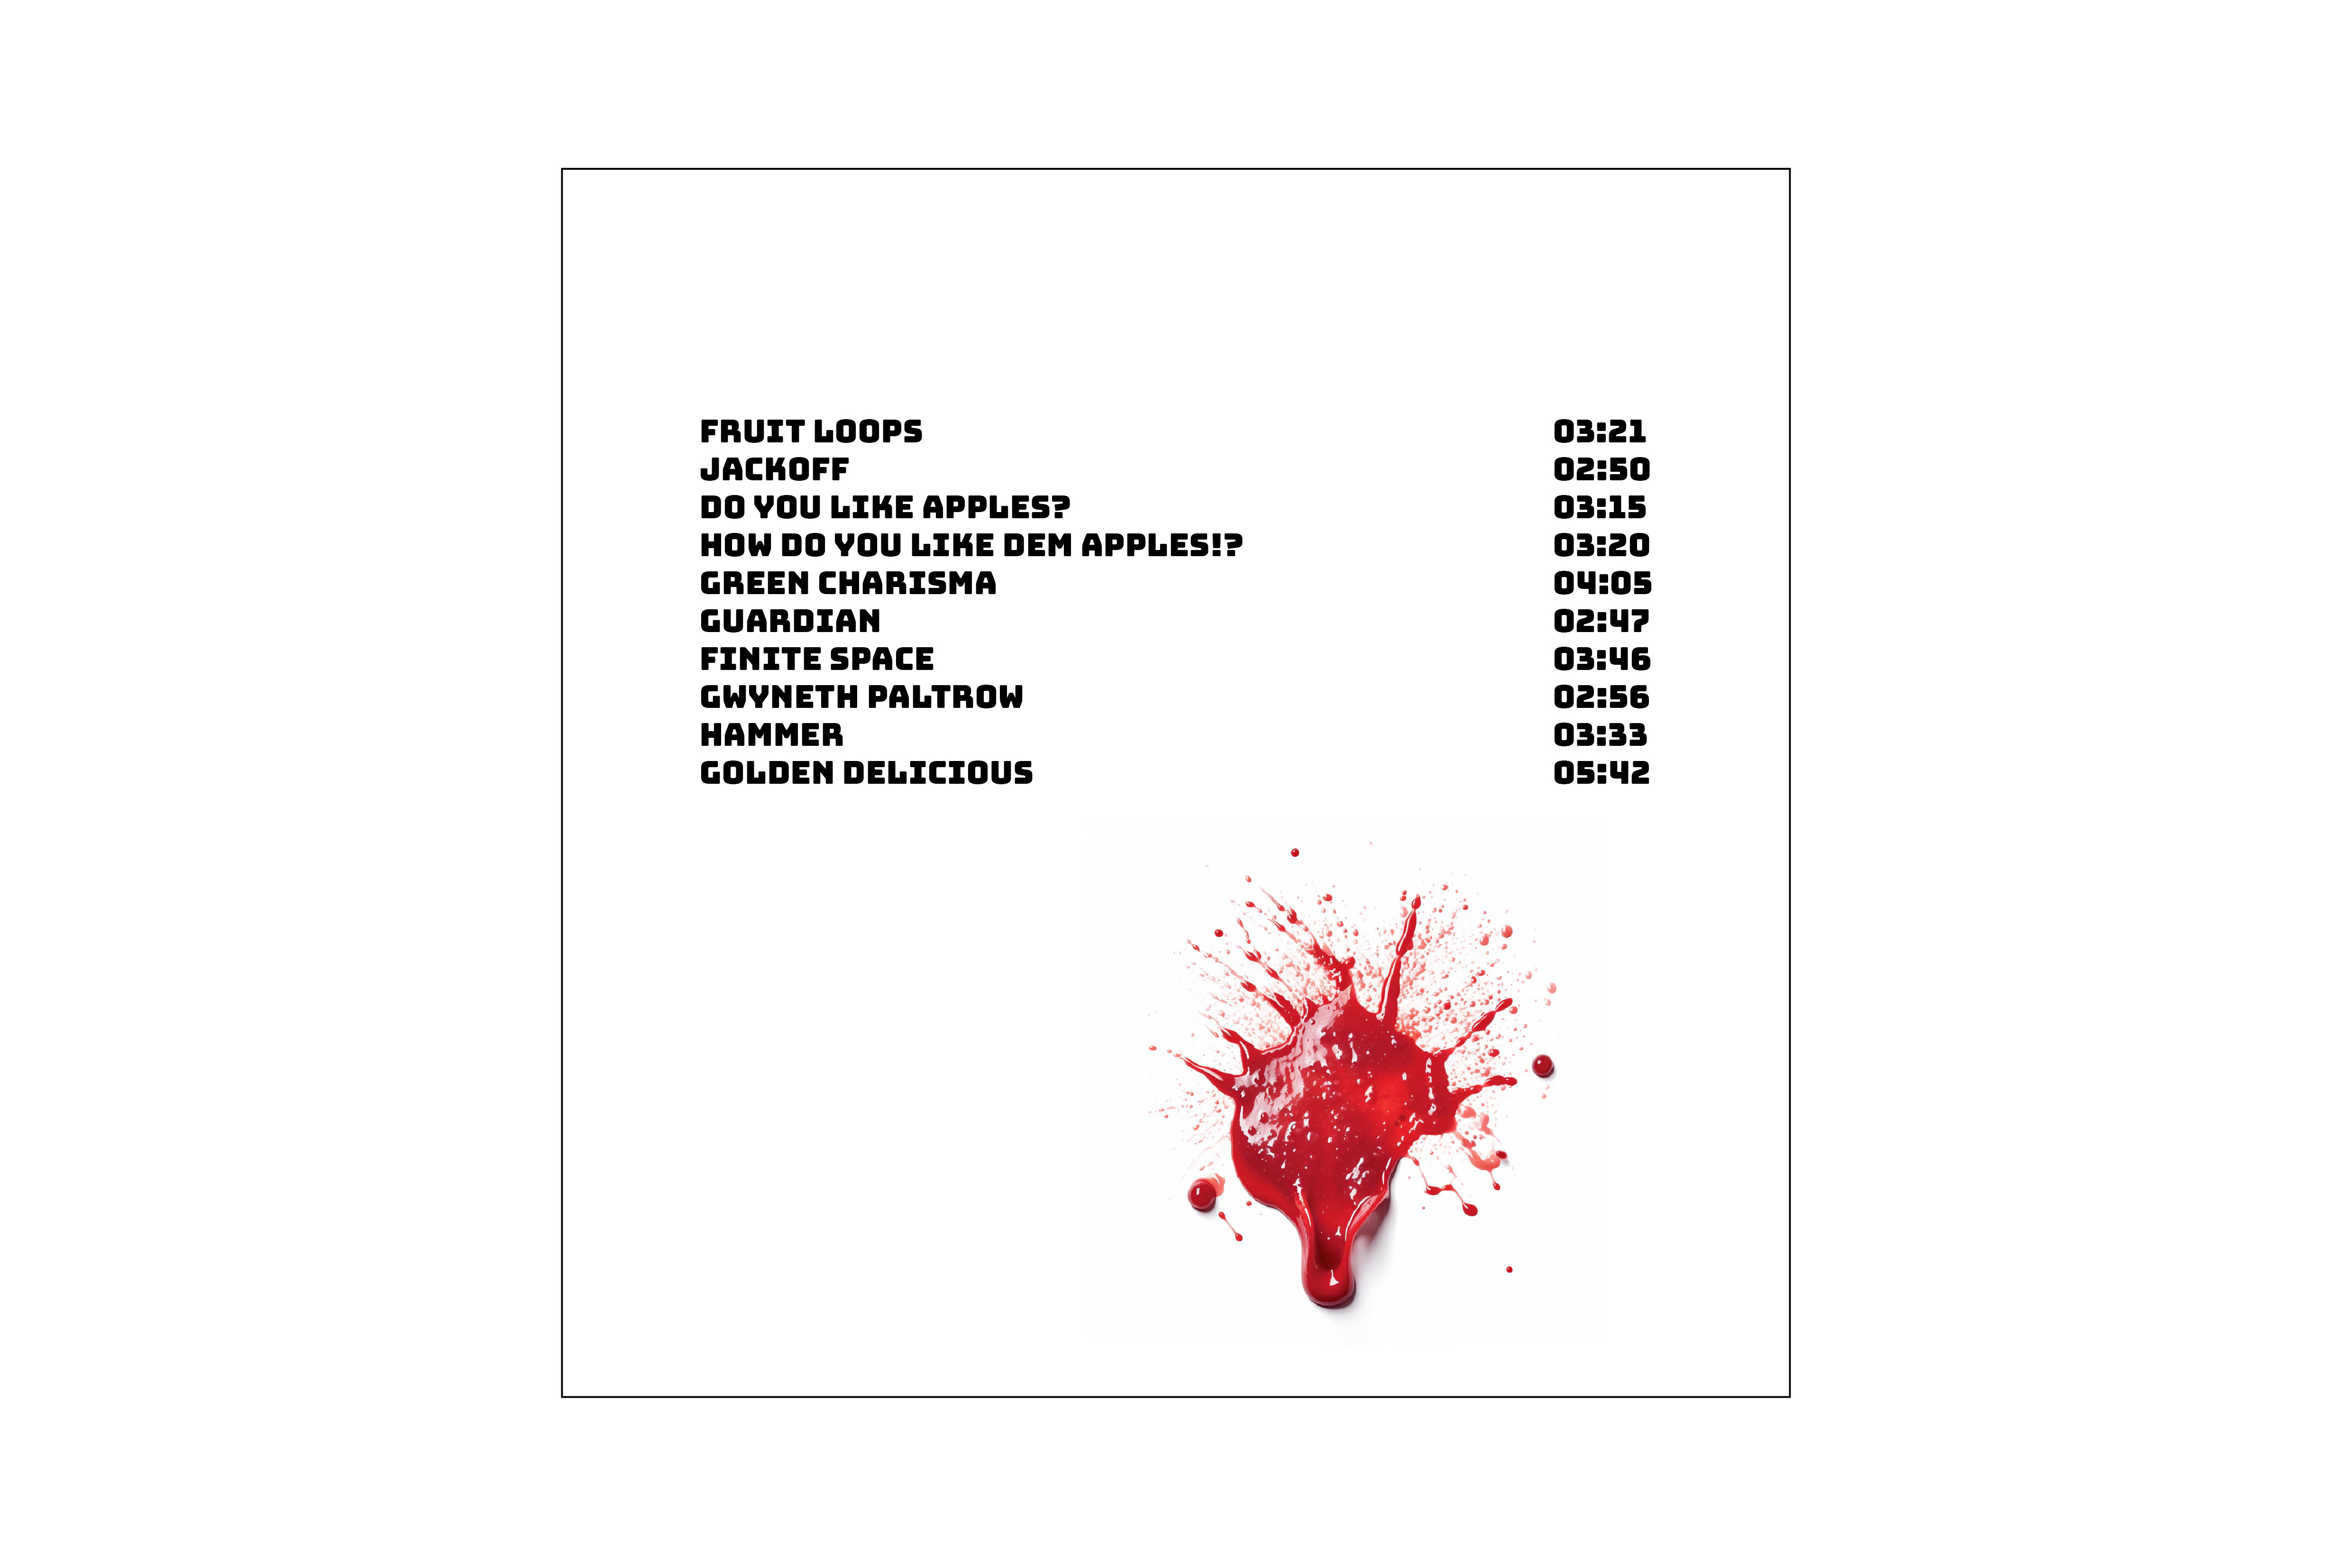 FRUIT LOOPS 03:21
JACKOFF 02:50
DO YOU LIKE APPLES? 03:15
HOW DO YOU LIKE DEM APPLES!? 03:20
GREEN CHARISMA 04:05
GUARDIAN 02:47
FINITE SPACE 03:46
GWYNETH PALTROW 02:56
HAMMER 03:33
GOLDEN DELICIOUS 05:42